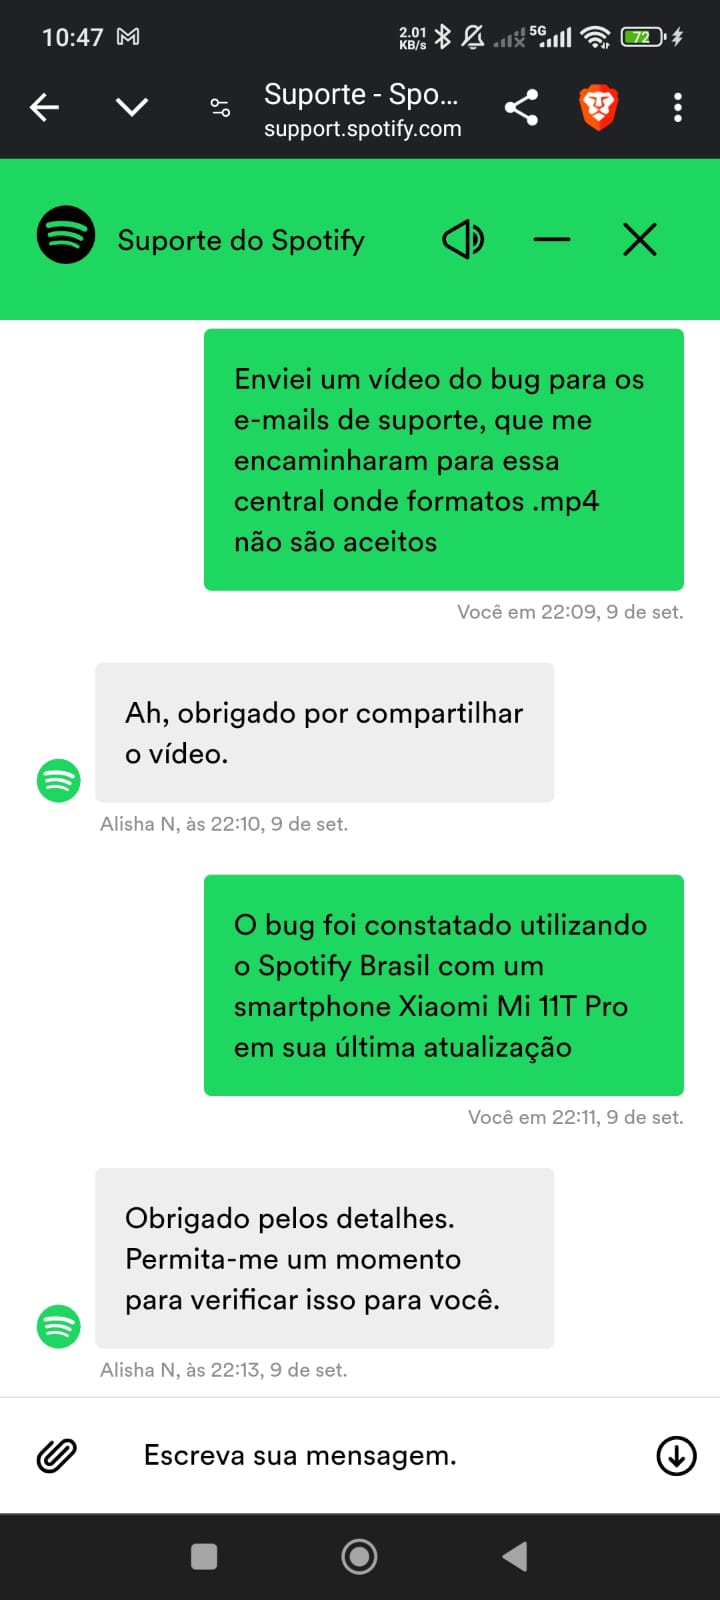 10:47
2.01
KB/s
5G
72
Suporte - Spo...
support.spotify.com
Suporte do Spotify
Enviei um vídeo do bug para os
e-mails de suporte, que me
encaminharam para essa
central onde formatos .mp4
não são aceitos
Você em 22:09, 9 de set.
Ah, obrigado por compartilhar
o vídeo.
Alisha N, às 22:10, 9 de set.
O bug foi constatado utilizando
o Spotify Brasil com um
smartphone Xiaomi Mi 11T Pro
em sua última atualização
Você em 22:11, 9 de set.
Obrigado pelos detalhes.
Permita-me um momento
para verificar isso para você.
Alisha N, às 22:13, 9 de set.
Escreva sua mensagem.